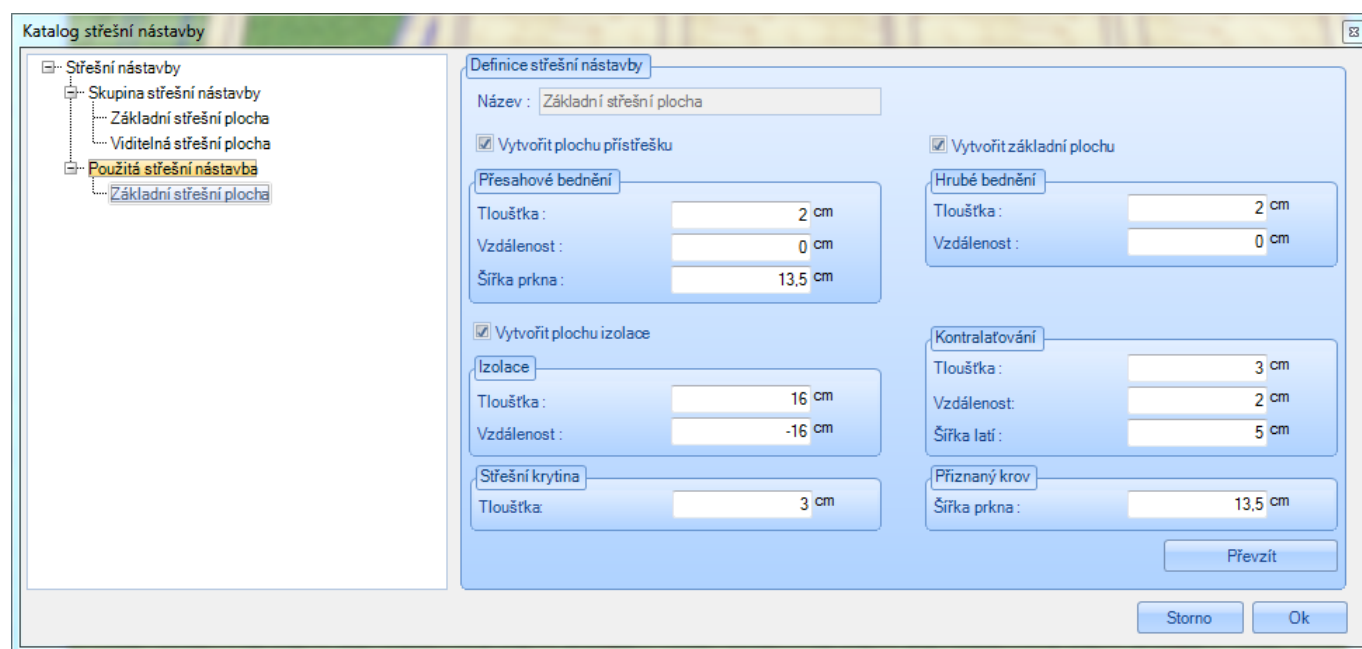 Katalog střešní nástavby
Střešní nástavby
Skupina střešní nástavby
Základní střešní plocha
Viditelná střešní plocha
Použitá střešní nástavba
Základní střešní plocha
Definice střešní nástavby
Název : Základní střešní plocha
Vytvořit plochu přístřešku
Přesahové bednění
Tloušťka : 2 cm
Vzdálenost : 0 cm
Šířka prkna : 13,5 cm
Vytvořit základní plochu
Hrubé bednění
Tloušťka : 2 cm
Vzdálenost : 0 cm
Vytvořit plochu izolace
Izolace
Tloušťka : 16 cm
Vzdálenost : -16 cm
Kontralaťování
Tloušťka : 3 cm
Vzdálenost: 2 cm
Šířka latí : 5 cm
Střešní krytina
Tloušťka: 3 cm
Přiznaný krov
Šířka prkna : 13,5 cm
Převzít
Storno
Ok